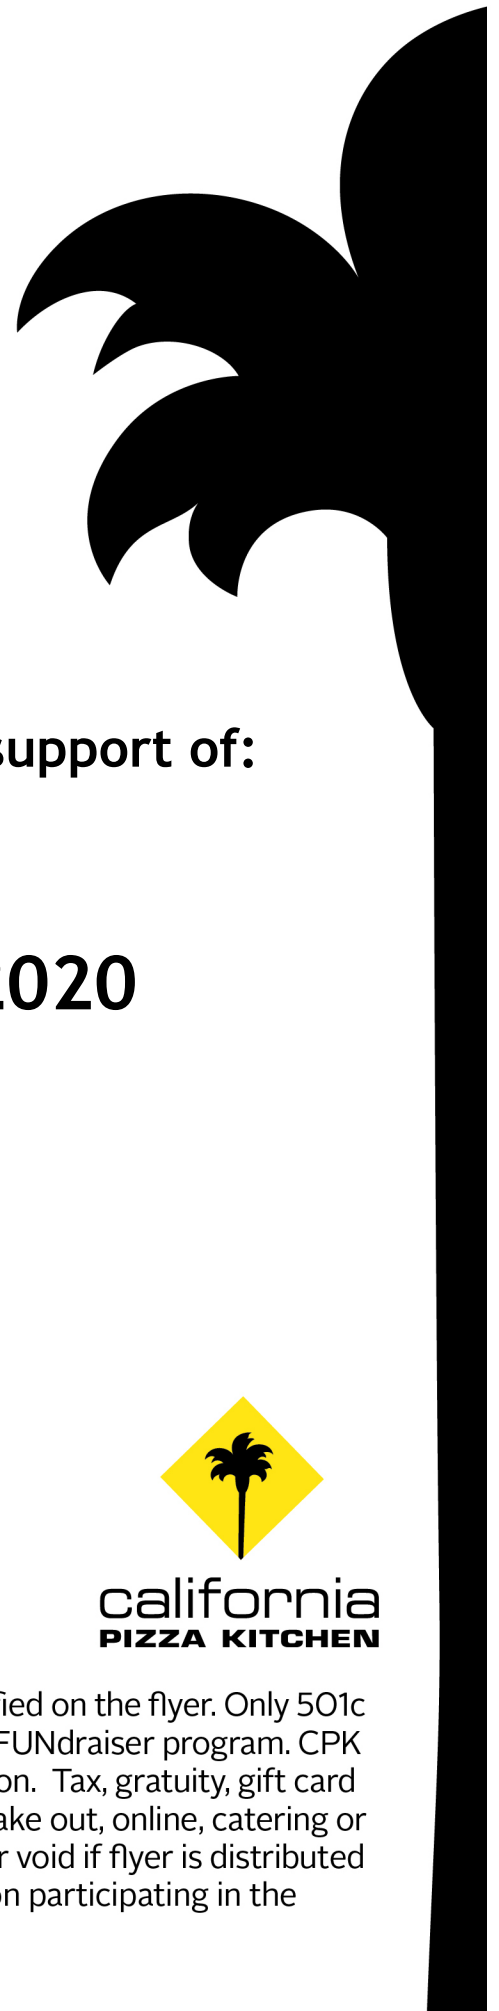 support of:
2020
california
PIZZA KITCHEN
fied on the flyer. Only 501c
FUNdraiser program. CPK
on. Tax, gratuity, gift card
ake out, online, catering or
r void if flyer is distributed
on participating in the